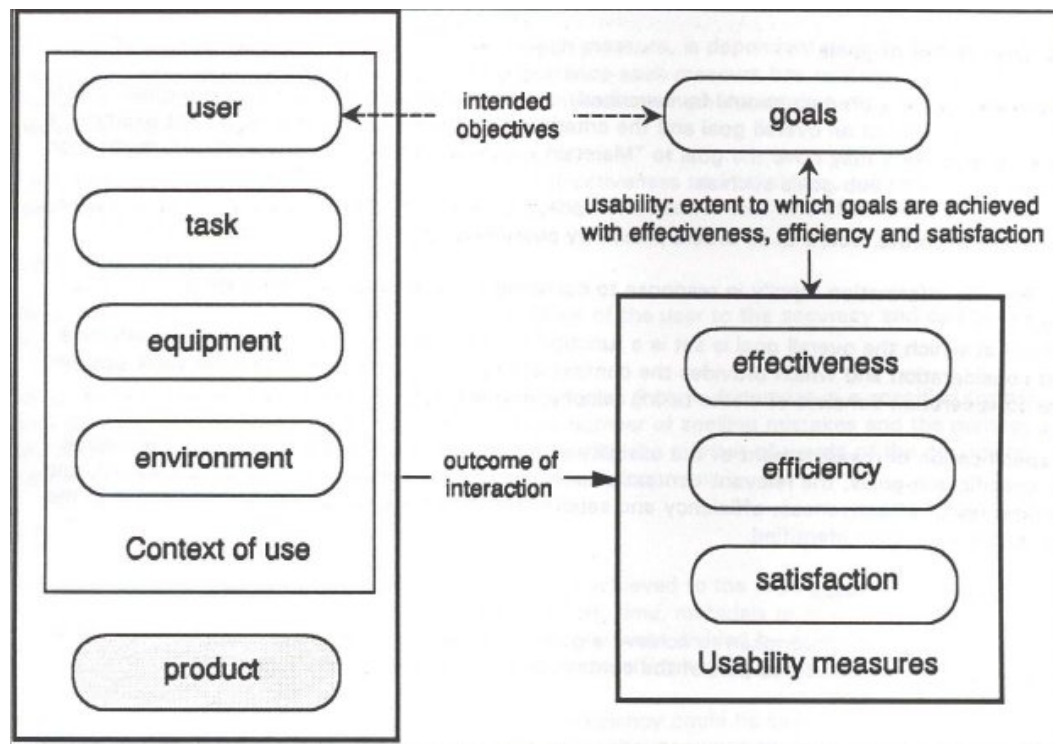 user
intended
objectives
goals
task
usability: extent to which goals are achieved
with effectiveness, efficiency and satisfaction
equipment
effectiveness
environment
outcome of
interaction
efficiency
Context of use
satisfaction
product
Usability measures